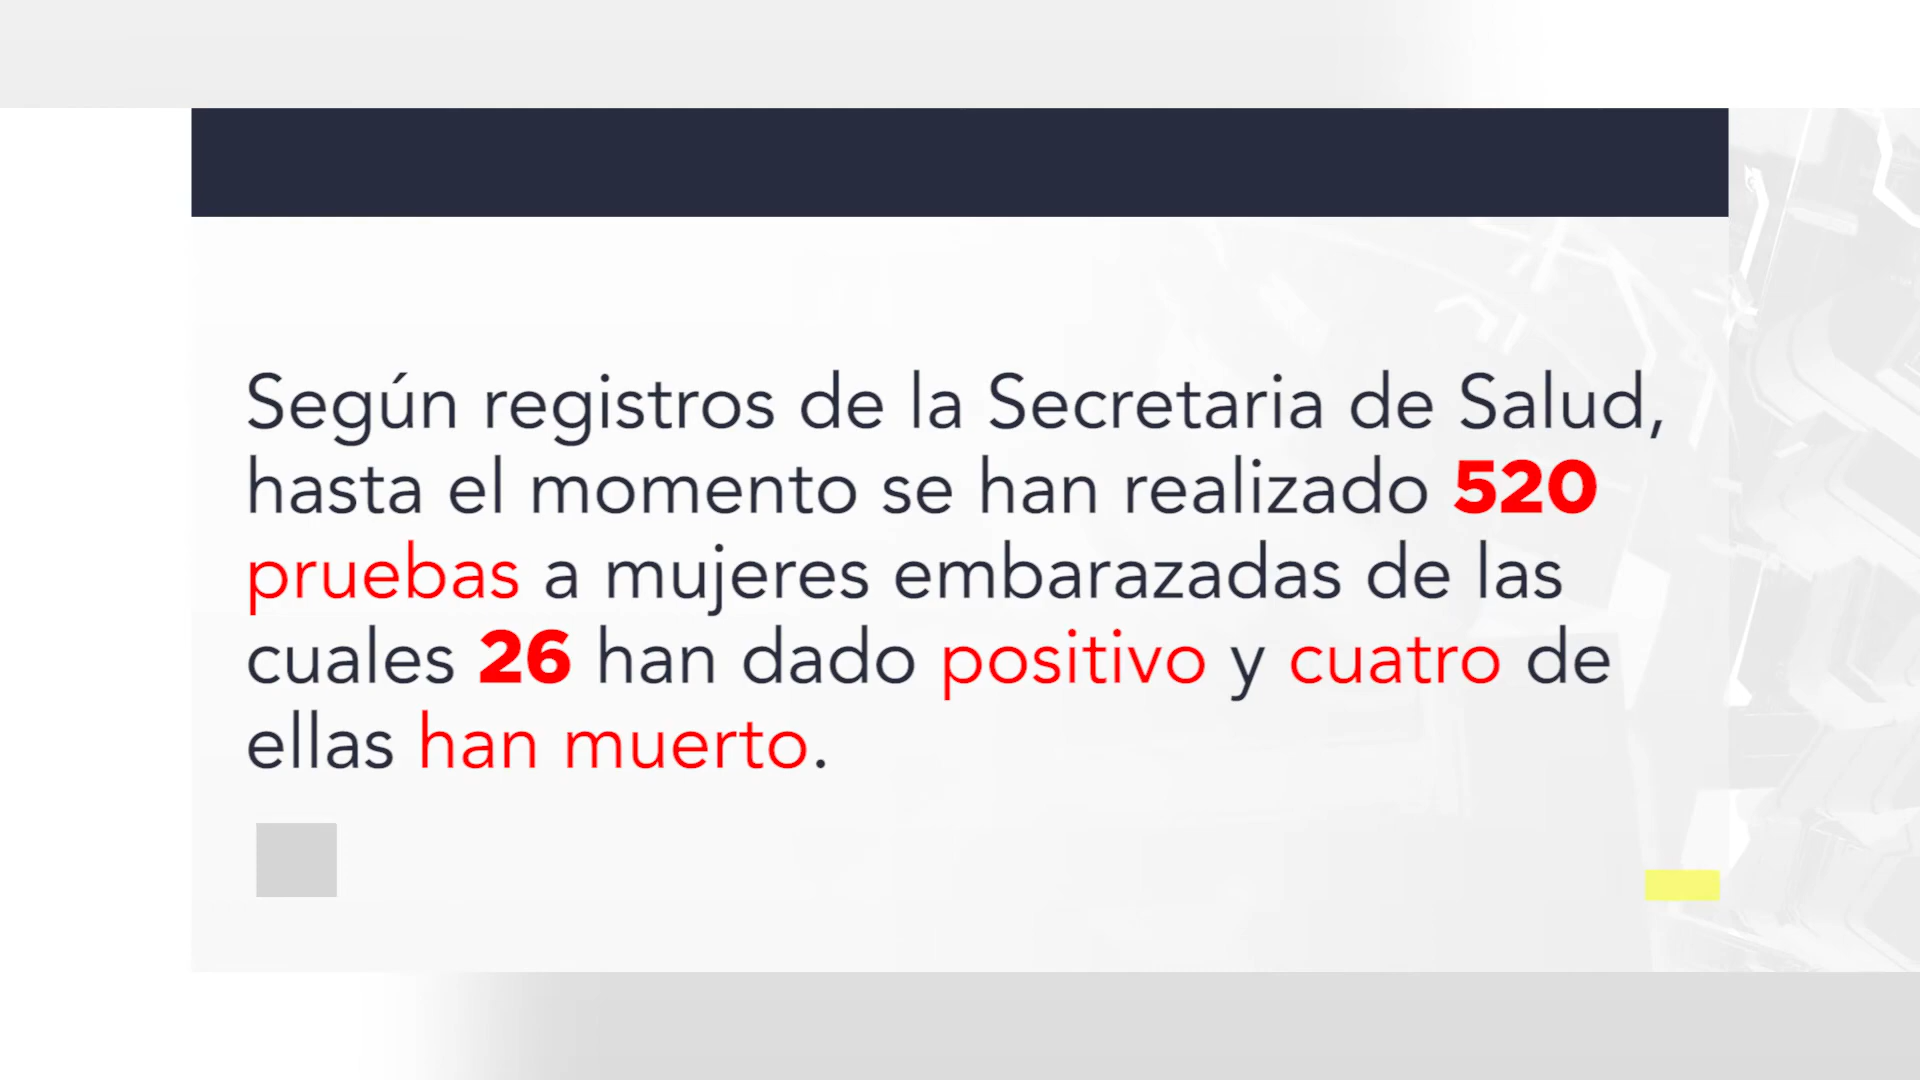 Según registros de la Secretaria de Salud,
hasta el momento se han realizado 520
pruebas a mujeres embarazadas de las
cuales 26 han dado positivo y cuatro de
ellas han muerto.